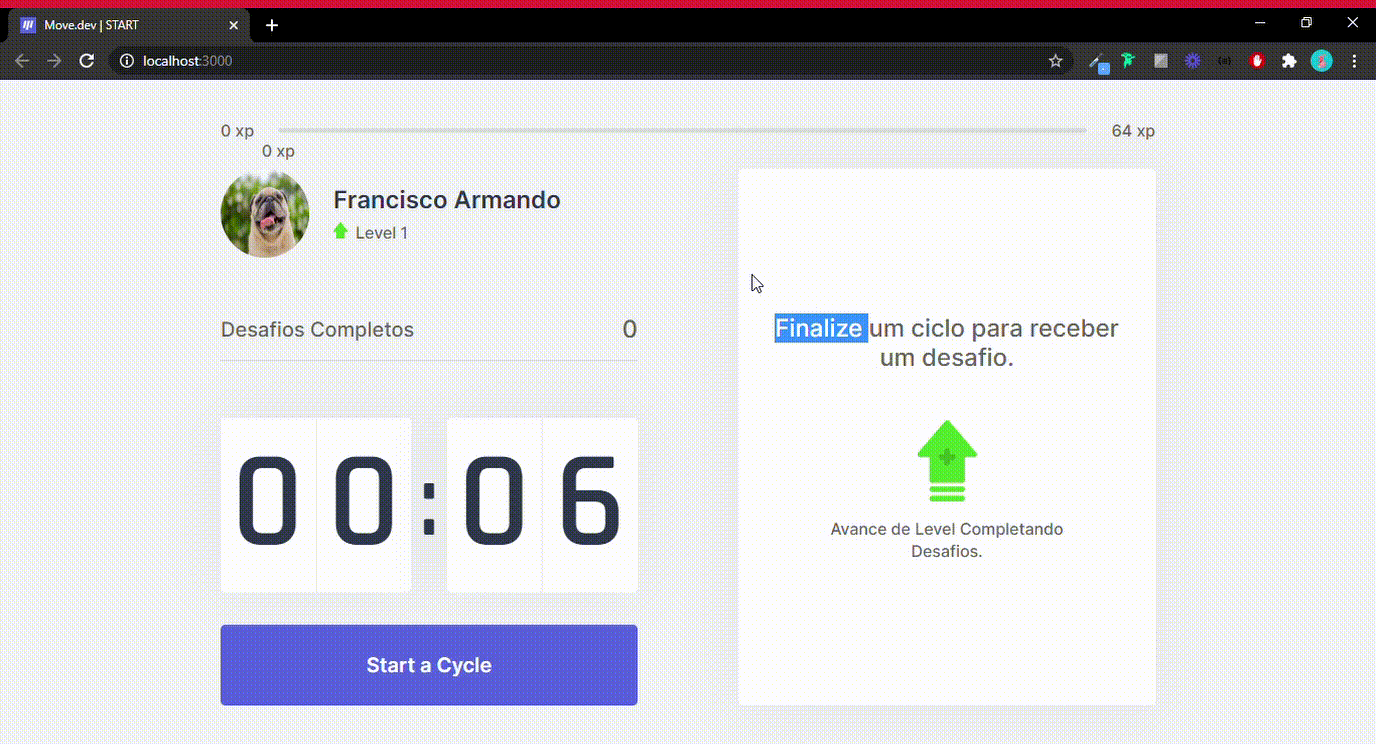 Move.dev | START
localhost:3000
0 xp
64 xp
0 xp
Francisco Armando
Level 1
Desafios Completos
0
00:06
Start a Cycle
Finalize um ciclo para receber
um desafio.
Avance de Level Completando
Desafios.